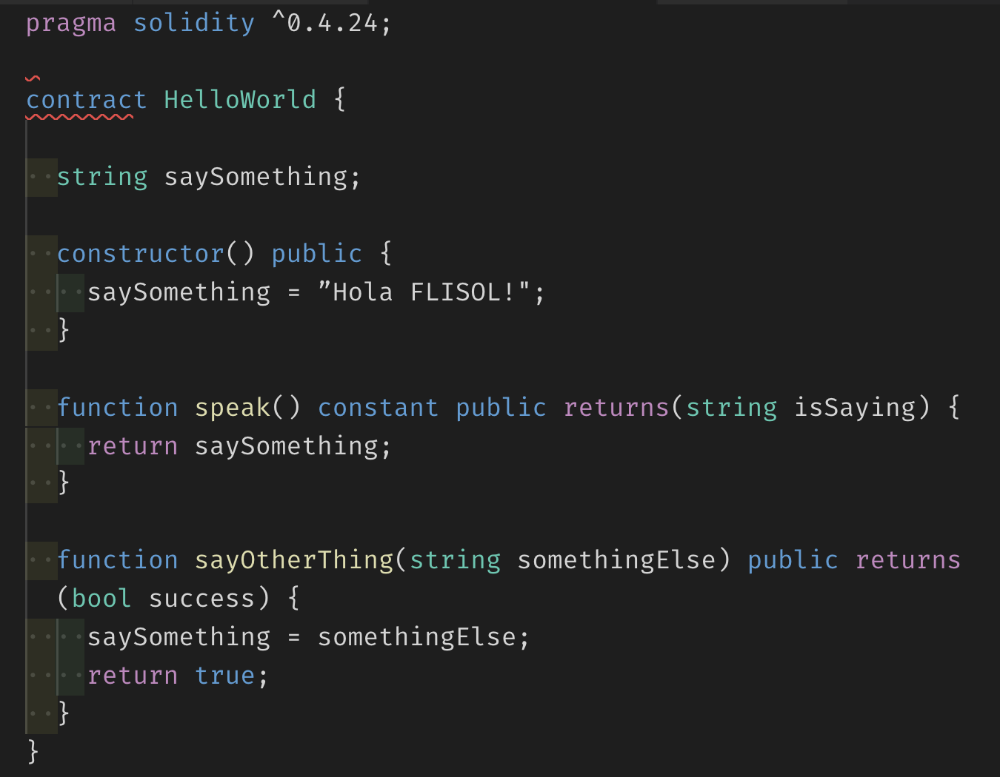 pragma solidity ^0.4.24;
contract HelloWorld {
string saySomething;
constructor() public {
saySomething = ”Hola FLISOL!";
}
function speak() constant public returns(string isSaying) {
return saySomething;
}
function sayOtherThing(string somethingElse) public returns
(bool success) {
saySomething = somethingElse;
return true;
}
}